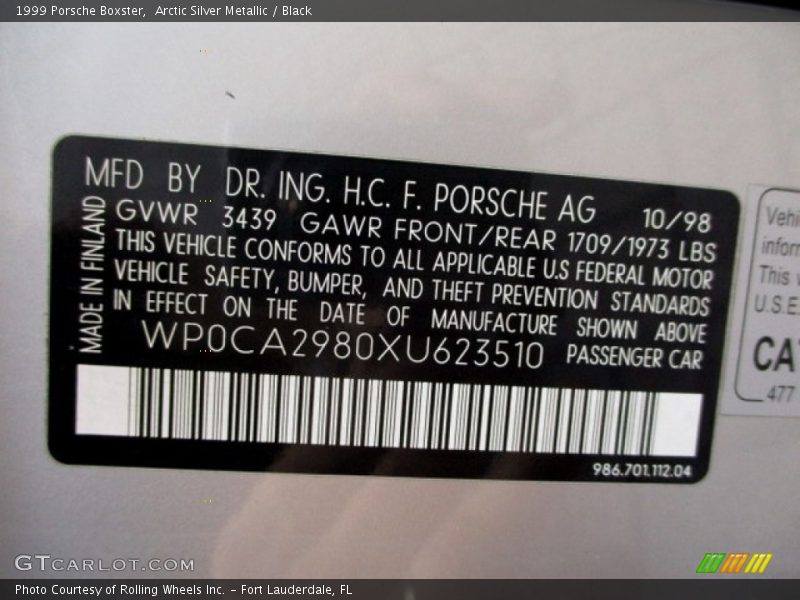 1999 Porsche Boxster,  Arctic Silver Metallic / Black
MFD BY DR. ING. H.C. F. PORSCHE AG 10/98
GVWR 3439 GAWR FRONT/REAR 1709/1973 LBS
THIS VEHICLE CONFORMS TO ALL APPLICABLE U.S FEDERAL MOTOR
VEHICLE SAFETY, BUMPER, AND THEFT PREVENTION STANDARDS
IN EFFECT ON THE DATE OF MANUFACTURE SHOWN ABOVE
WP0CA2980XU623510 PASSENGER CAR
MADE IN FINLAND
986.701.112.04
Vehi
inform
This v
U.S.E
CAT
477
GTCARLOT.COM
Photo Courtesy of Rolling Wheels Inc. – Fort Lauderdale, FL